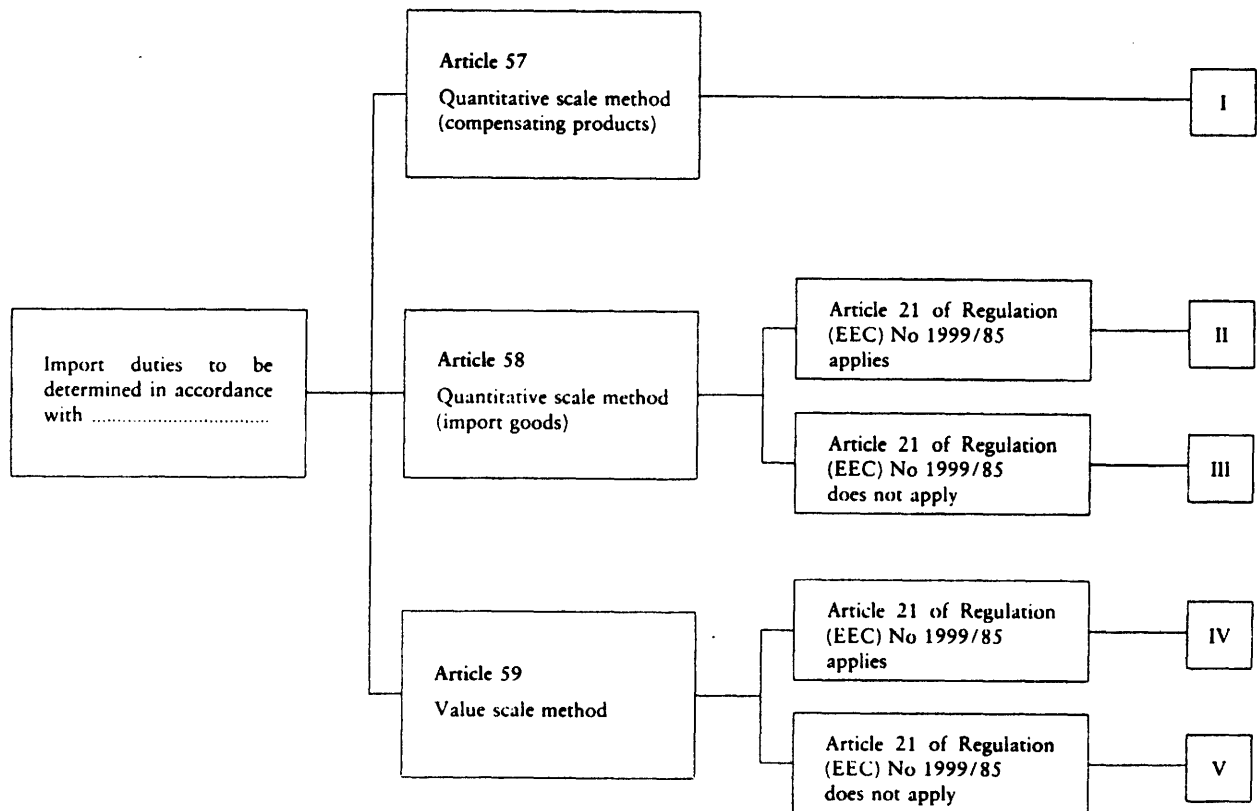 Article 57
Quantitative scale method
(compensating products)
I
Import duties to be
determined in accordance
with ..................................
Article 58
Quantitative scale method
(import goods)
Article 21 of Regulation
(EEC) No 1999/85
applies
II
Article 21 of Regulation
(EEC) No 1999/85
does not apply
III
Article 59
Value scale method
Article 21 of Regulation
(EEC) No 1999/85
applies
IV
Article 21 of Regulation
(EEC) No 1999/85
does not apply
V